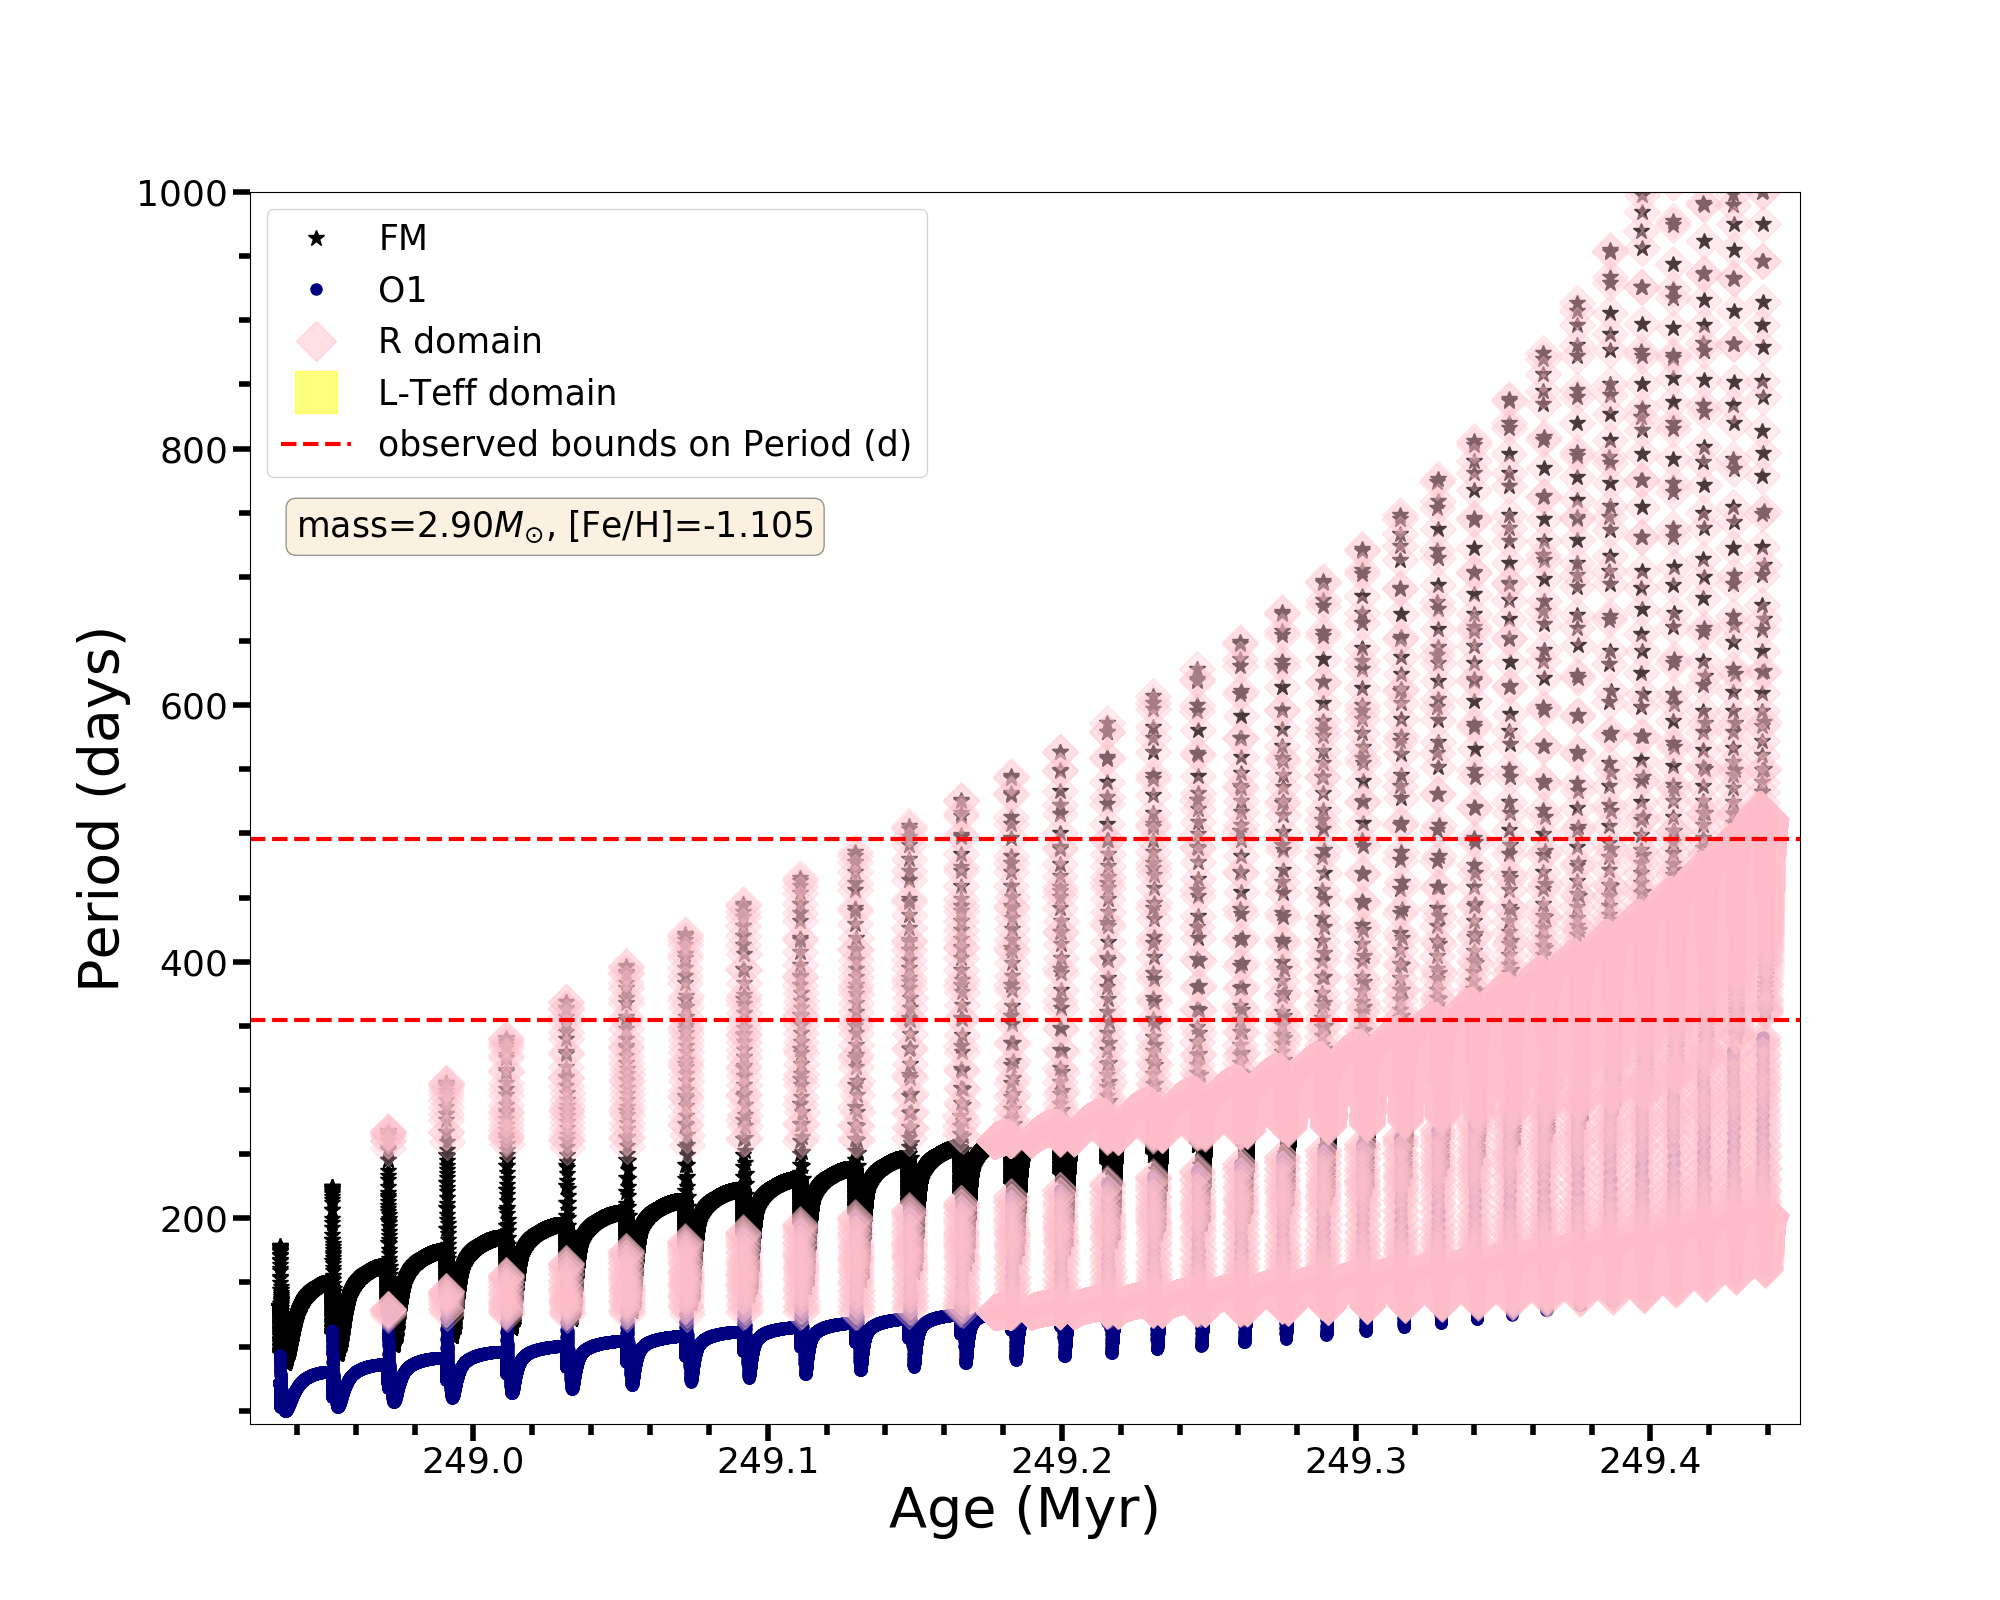 1000
800
600
400
200
Period (days)
FM
O1
R domain
L-Teff domain
observed bounds on Period (d)
mass=2.90M⊙, [Fe/H]=-1.105
249.0 249.1 249.2 249.3 249.4
Age (Myr)